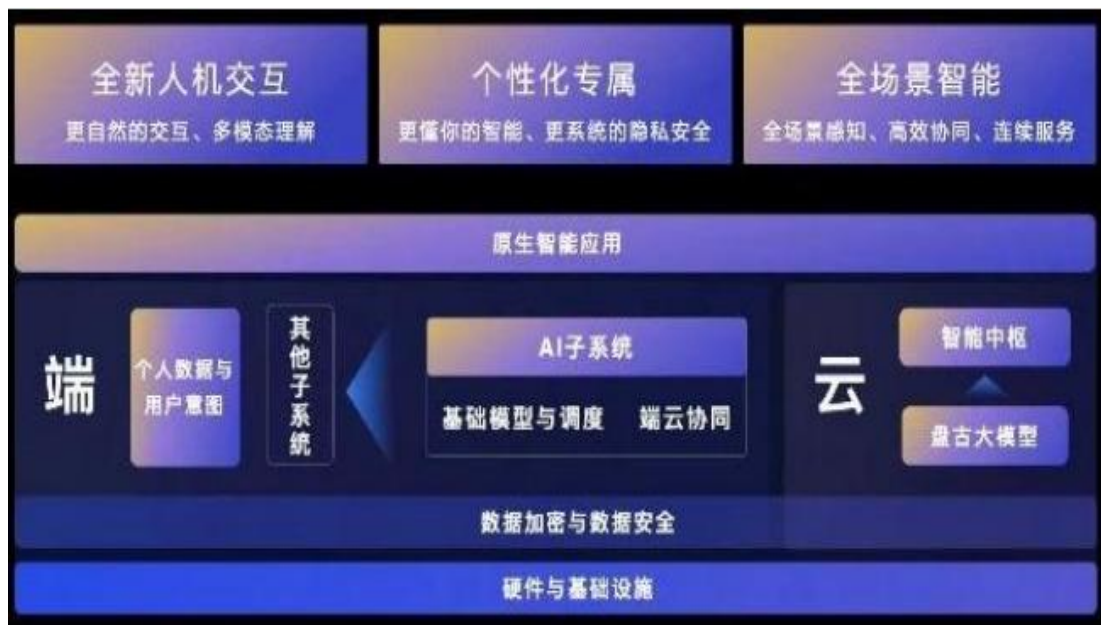 全新人机交互
更自然的交互、多模态理解
个性化专属
更懂你的智能、更系统的隐私安全
全场景智能
全场景感知、高效协同、连续服务
原生智能应用
端
个人数据与
用户意图
其他子系统
AI子系统
基础模型与调度 端云协同
云
智能中枢
盘古大模型
数据加密与数据安全
硬件与基础设施